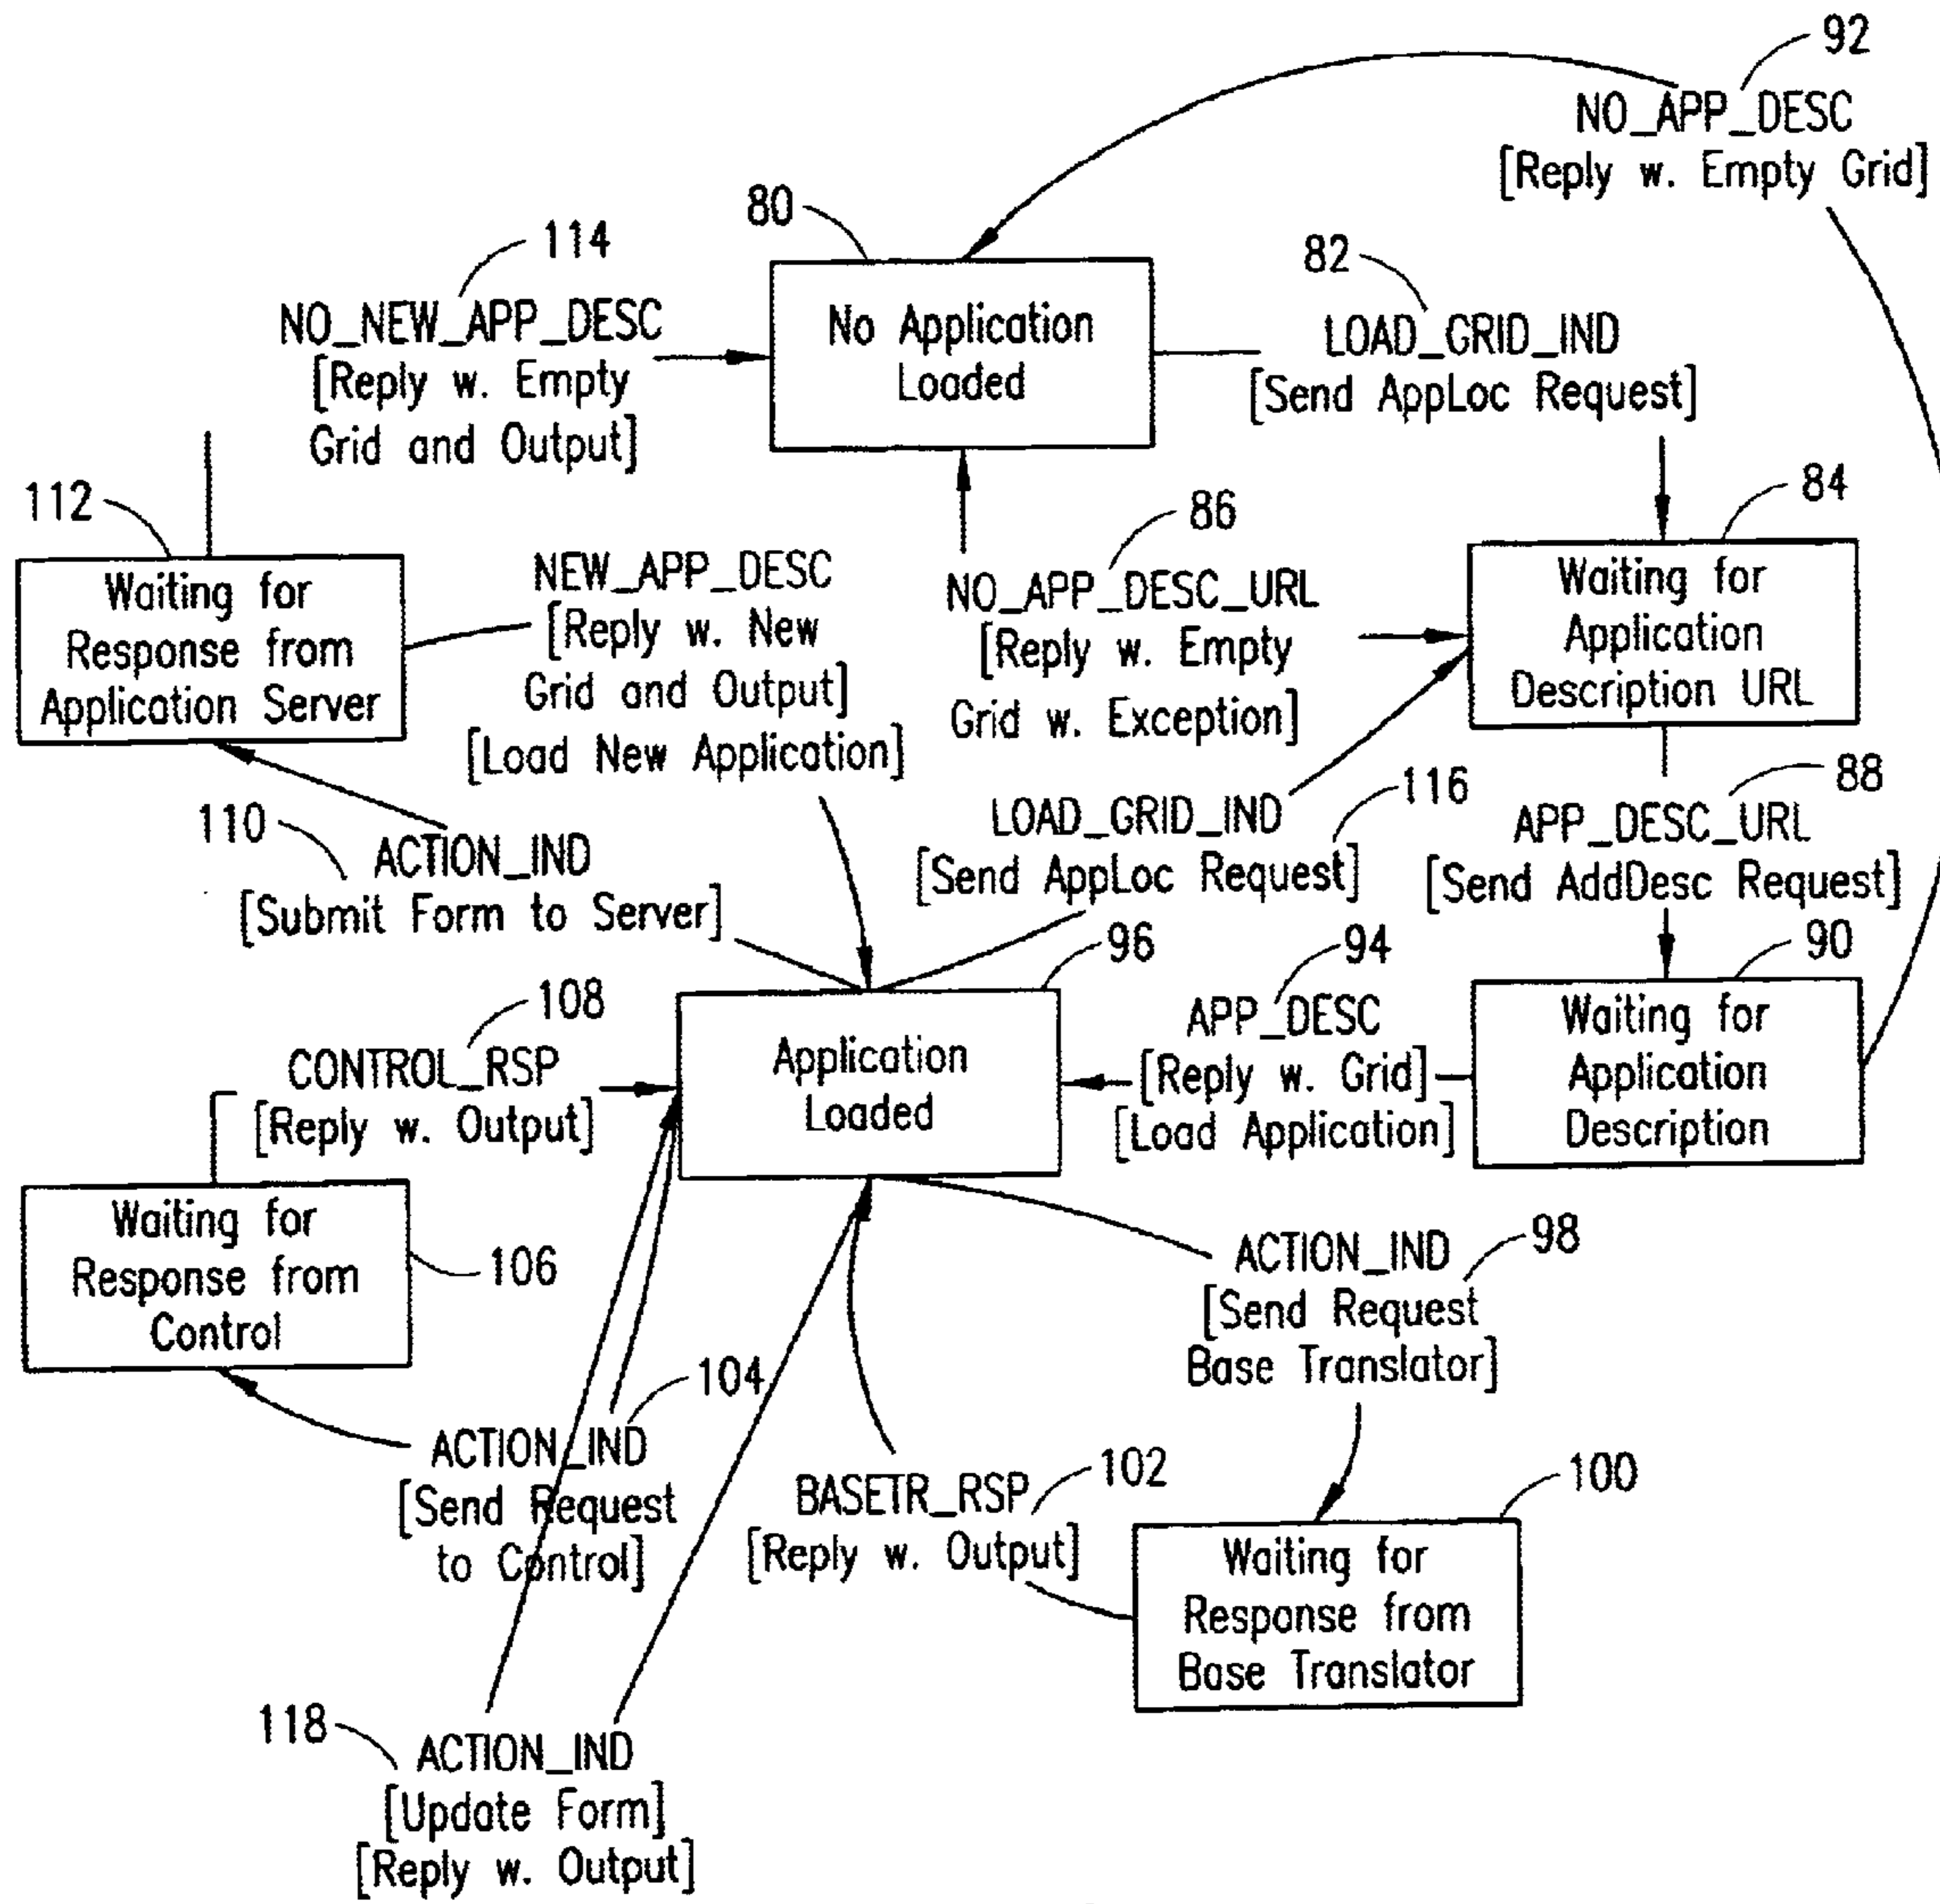 92
NO_APP_DESC
[Reply w. Empty Grid]
80
114
82
NO_NEW_APP_DESC
[Reply w. Empty
Grid and Output]
No Application
Loaded
LOAD_GRID_IND
[Send AppLoc Request]
112
86
84
Waiting for
Response from
Application Server
NEW_APP_DESC
[Reply w. New
Grid and Output]
[Load New Application]
NO_APP_DESC_URL
[Reply w. Empty
Grid w. Exception]
Waiting for
Application
Description URL
110
ACTION_IND
[Submit Form to Server]
LOAD_GRID_IND
[Send AppLoc Request]
116
88
APP_DESC_URL
[Send AddDesc Request]
96
94
90
108
CONTROL_RSP
[Reply w. Output]
Application
Loaded
APP_DESC
[Reply w. Grid]
[Load Application]
Waiting for
Application
Description
Waiting for
Response from
Control
106
ACTION_IND
[Send Request
Base Translator]
98
104
ACTION_IND
[Send Request
to Control]
BASETR_RSP
[Reply w. Output]
102
100
Waiting for
Response from
Base Translator
118
ACTION_IND
[Update Form]
[Reply w. Output]